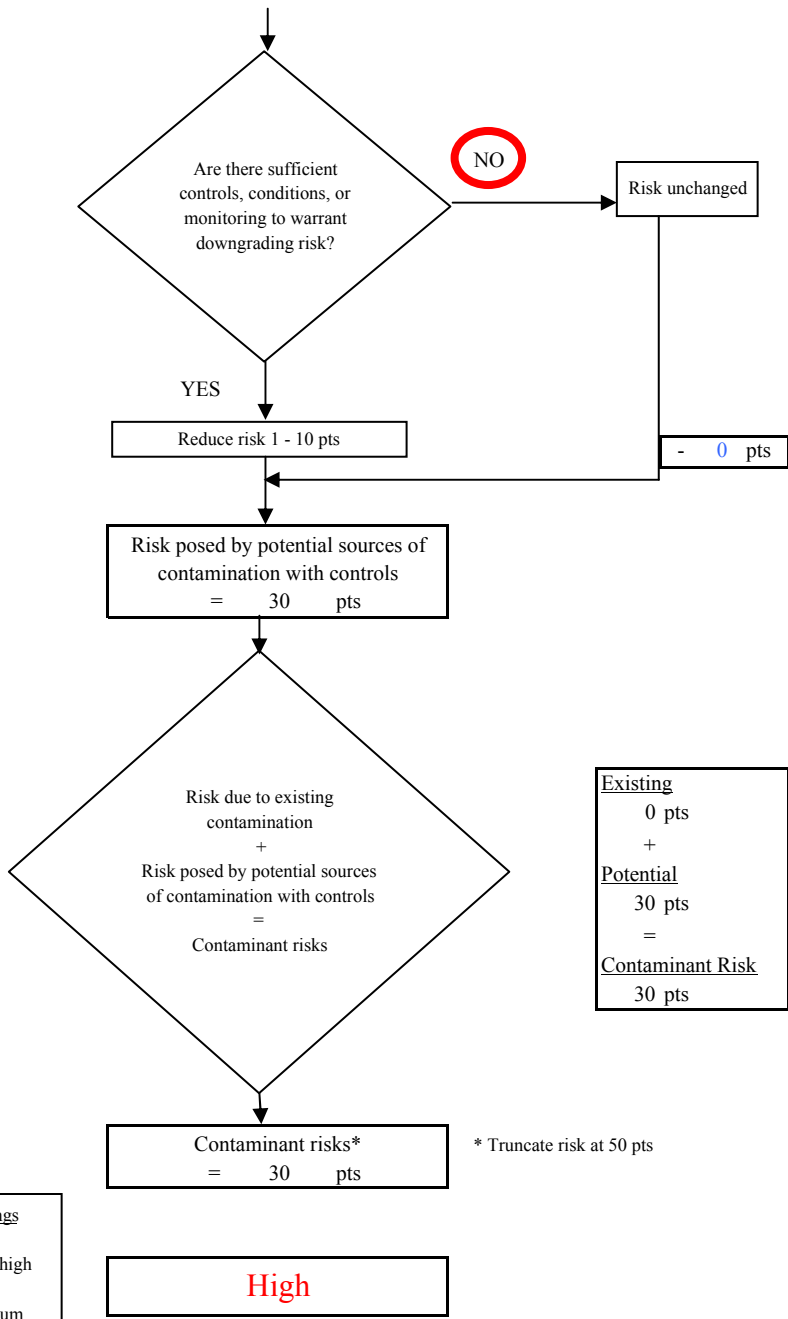 Are there sufficient
controls, conditions, or
monitoring to warrant
downgrading risk?
NO
Risk unchanged
YES
Reduce risk 1 - 10 pts
- 0 pts
Risk posed by potential sources of
contamination with controls
= 30 pts
Risk due to existing
contamination
+
Risk posed by potential sources
of contamination with controls
=
Contaminant risks
Existing
0 pts
+
Potential
30 pts
=
Contaminant Risk
30 pts
Contaminant risks*
= 30 pts
* Truncate risk at 50 pts
high
High